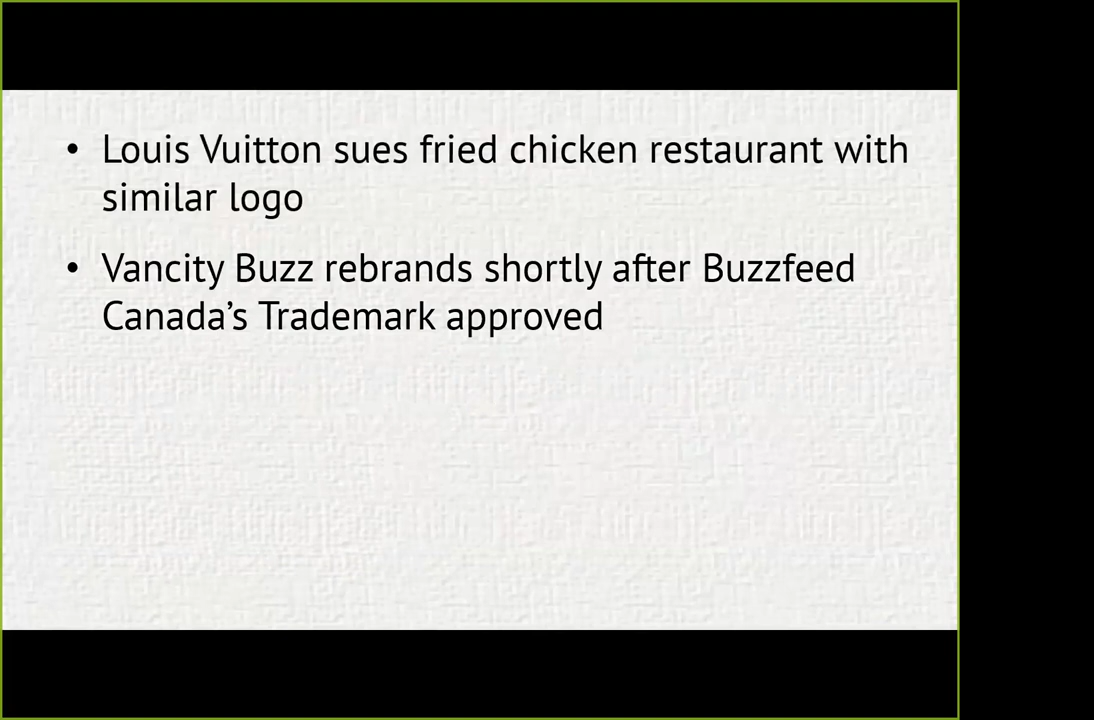 • Louis Vuitton sues fried chicken restaurant with
similar logo
• Vancity Buzz rebrands shortly after Buzzfeed
Canada’s Trademark approved